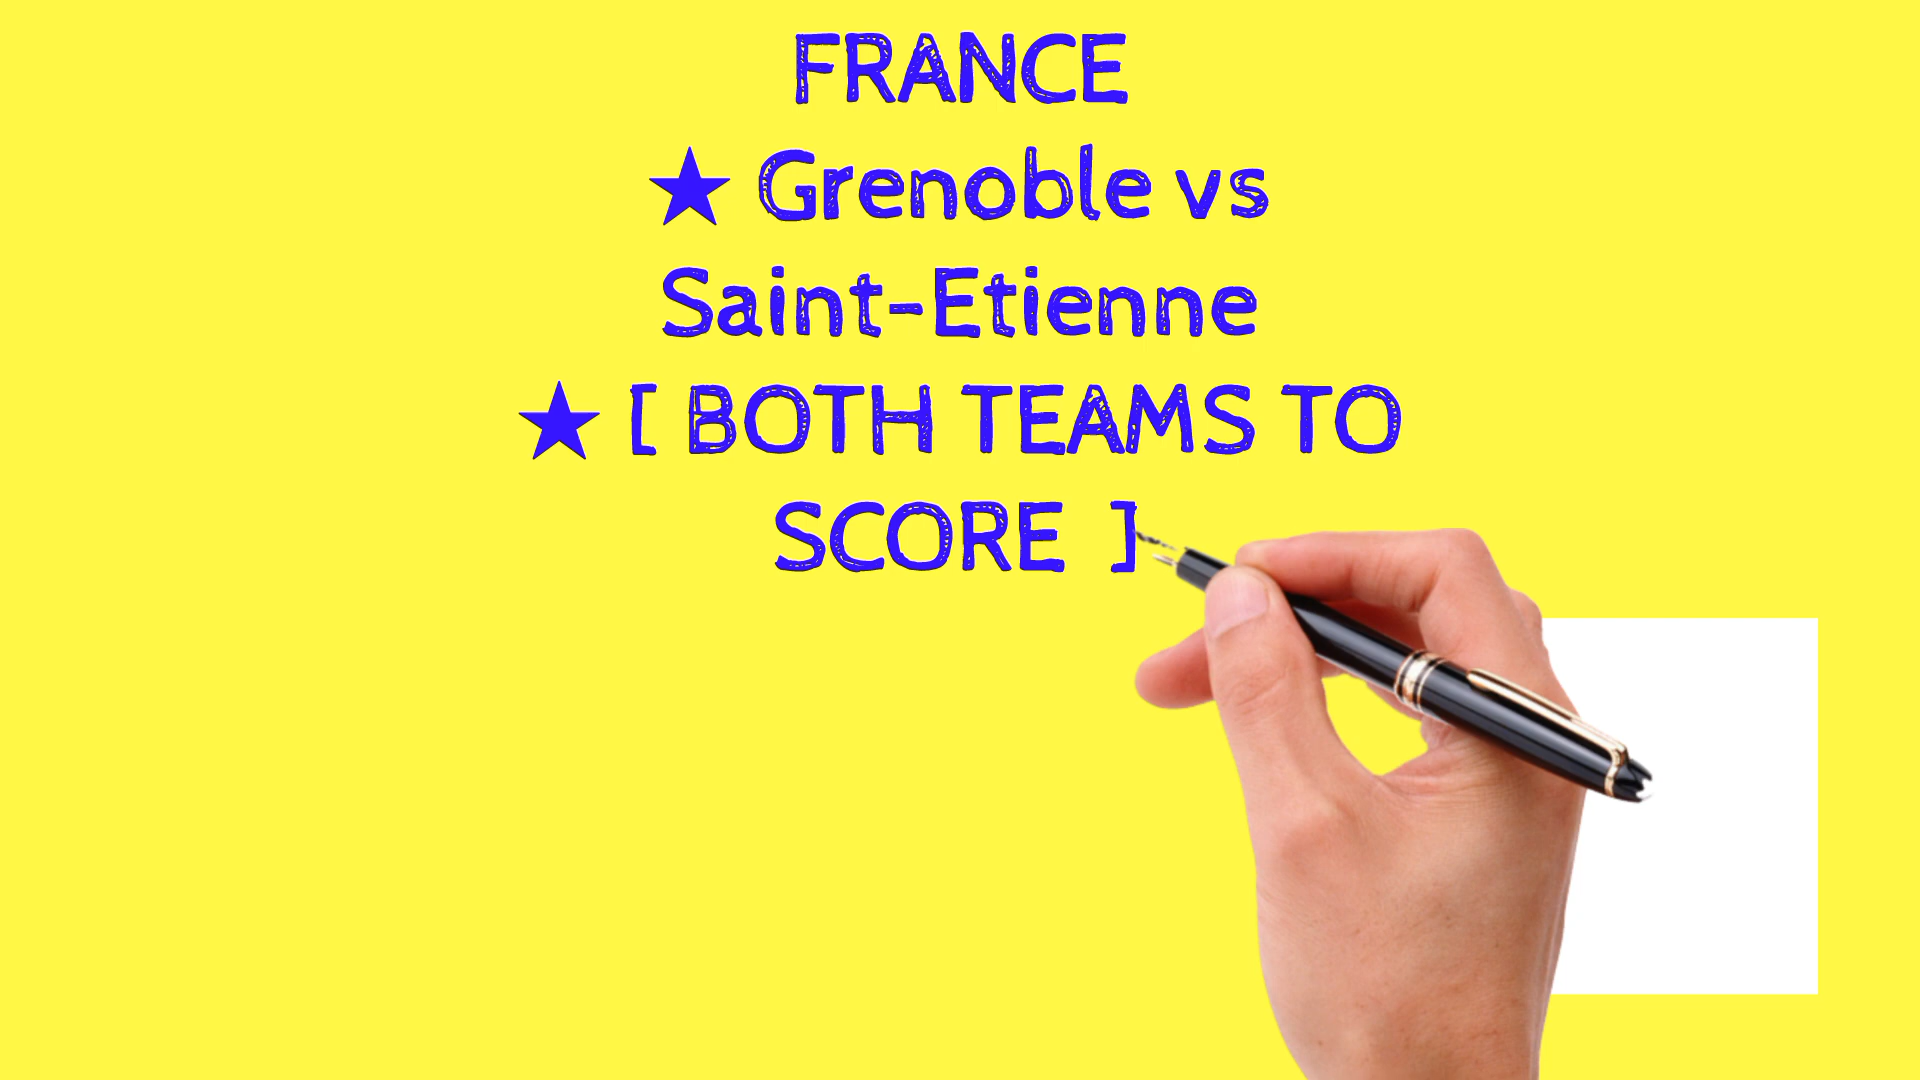 FRANCE
★ Grenoble vs
Saint-Etienne
★ [ BOTH TEAMS TO
SCORE  ]